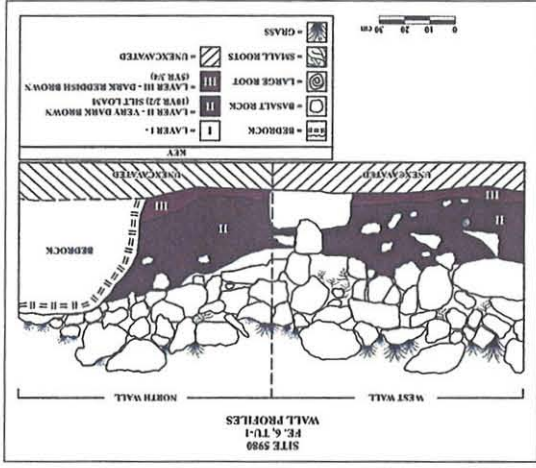 SITE 5980
FE. 6, TU-1
WALL PROFILES
WEST WALL
NORTH WALL
II
III
UNEXCAVATED
II
III
UNEXCAVATED
BEDROCK
KEY
= BEDROCK
= BASALT ROCK
= LARGE ROOT
= SMALL ROOTS
= GRASS
I = LAYER I -
II = LAYER II - VERY DARK BROWN
(10YR 2/2) SILT LOAM
III = LAYER III - DARK REDDISH BROWN
(5YR 3/4)
= UNEXCAVATED
0 30 cm